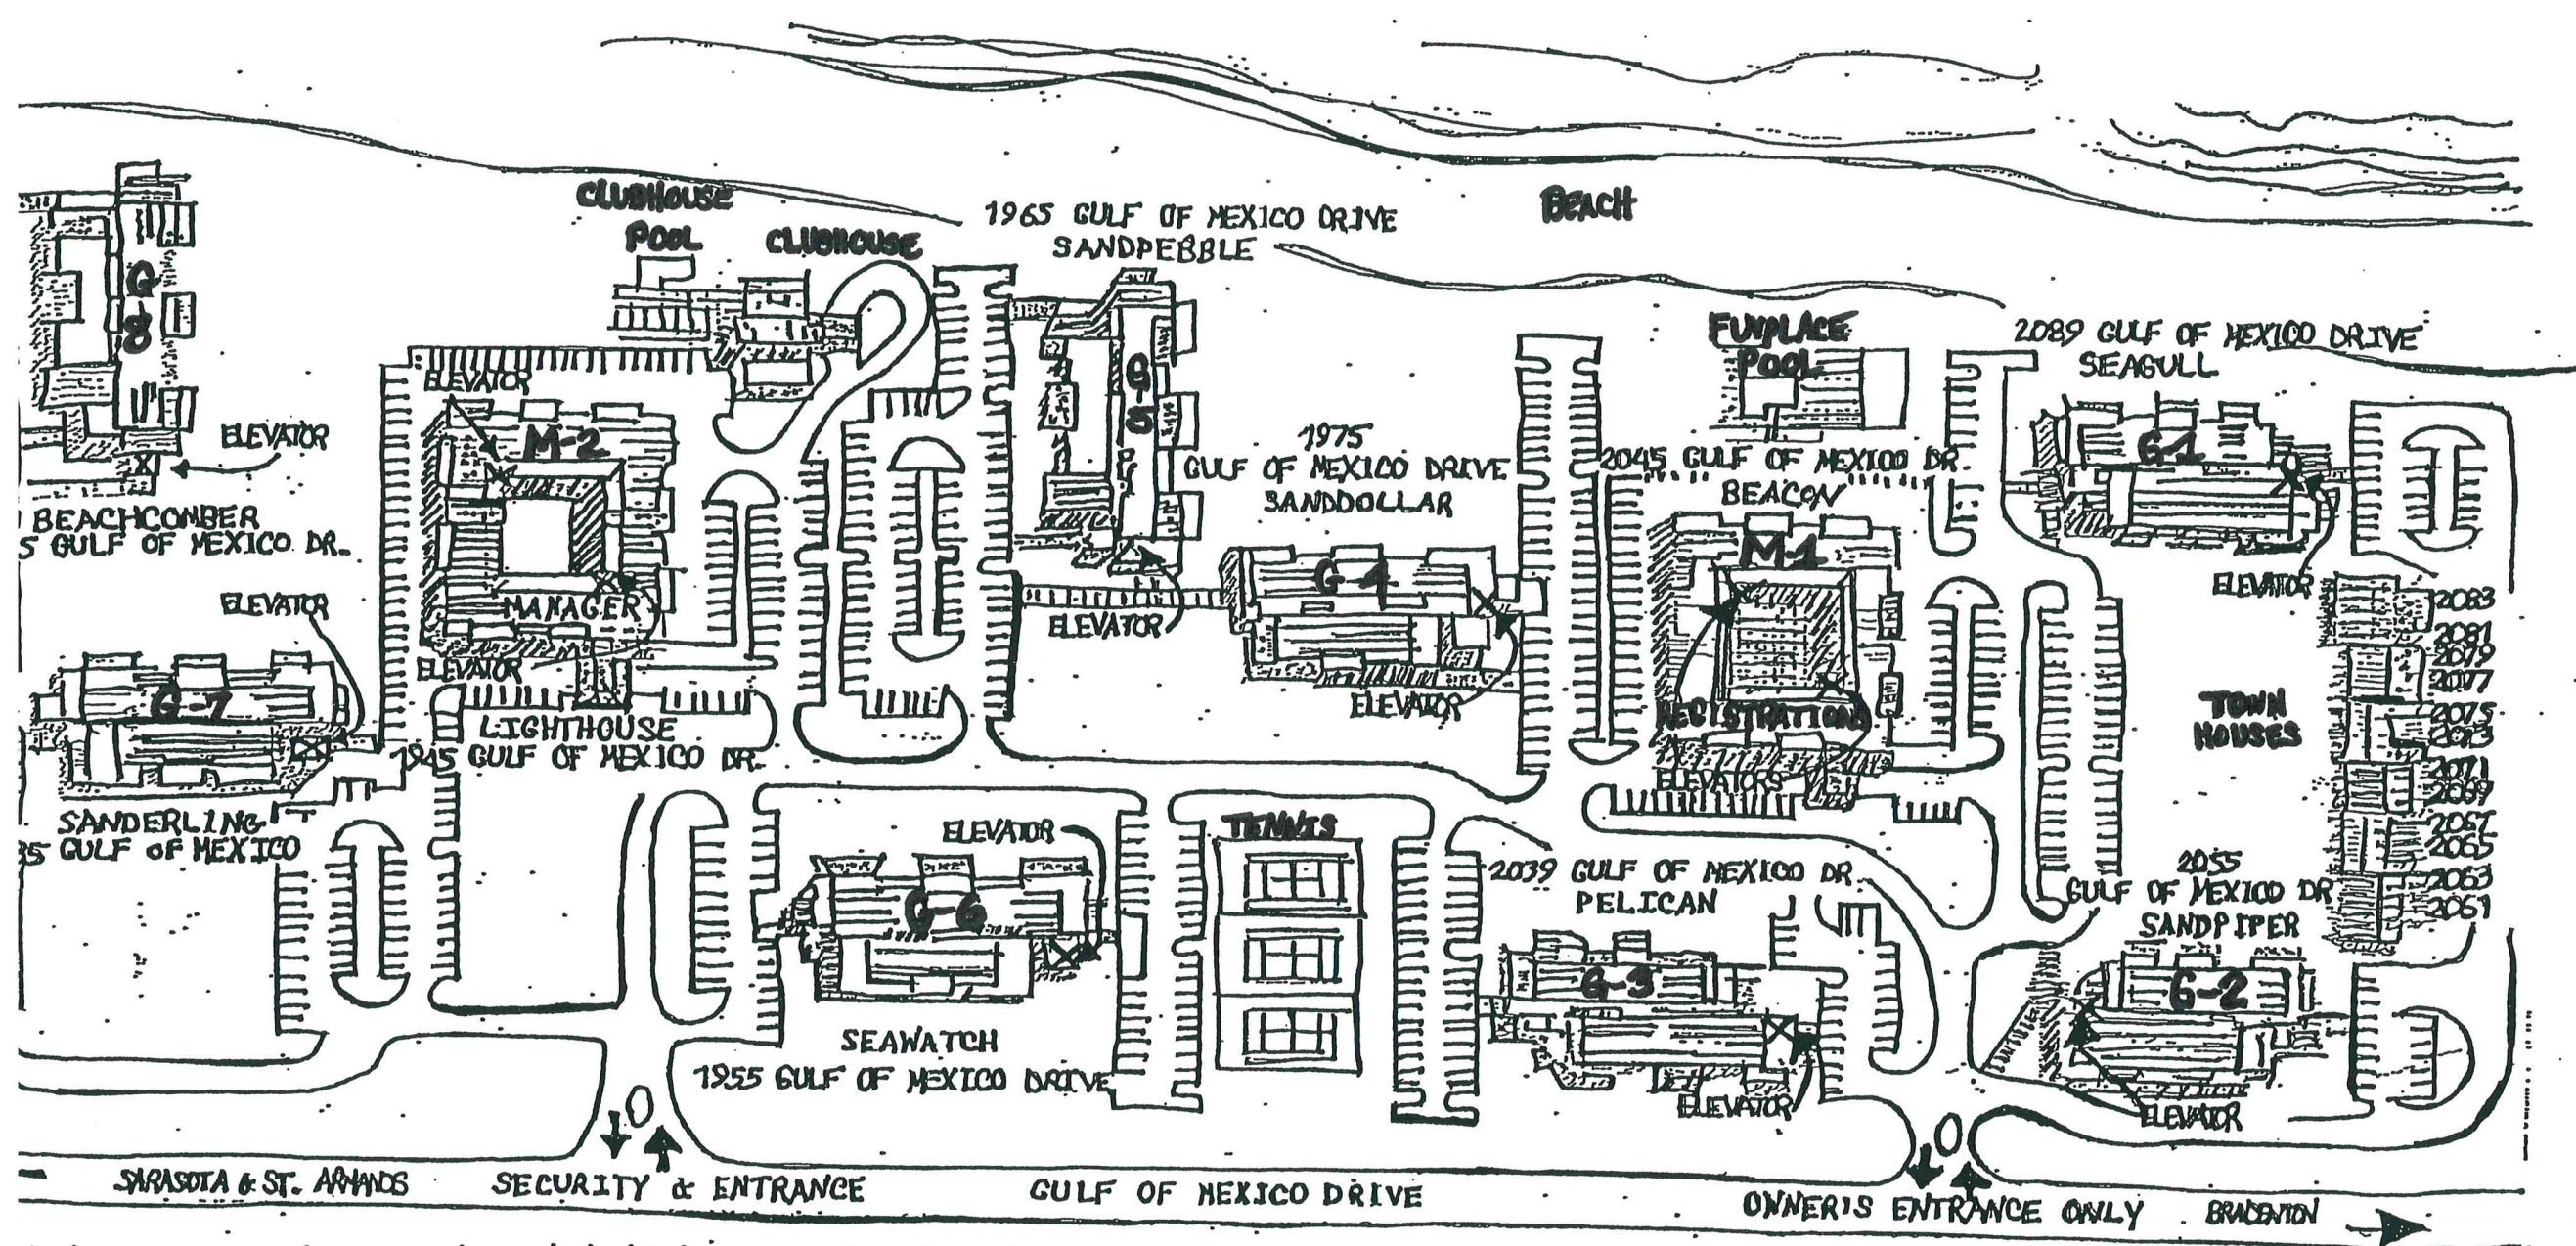 CLUBHOUSE
POOL
CLUBHOUSE
1965 GULF OF MEXICO DRIVE
SANDPEBBLE
BEACH
G
8
ELEVATOR
BEACHCOMBER
5 GULF OF MEXICO DR.
ELEVATOR
M-2
MANAGER
ELEVATOR
LIGHTHOUSE
1945 GULF OF MEXICO DR.
G
5
ELEVATOR
1975
GULF OF MEXICO DRIVE
SANDDOLLAR
G-4
ELEVATOR
FUNPLACE
POOL
2045 GULF OF MEXICO DR.
BEACON
M-1
REGISTRATION
ELEVATORS
2089 GULF OF MEXICO DRIVE
SEAGULL
G-1
ELEVATOR
ELEVATOR
G-7
SANDERLING
35 GULF OF MEXICO
ELEVATOR
G-6
SEAWATCH
1955 GULF OF MEXICO DRIVE
TENNIS
2039 GULF OF MEXICO DR.
PELICAN
G-3
ELEVATOR
TOWN
HOUSES
2083
2081
2079
2077
2075
2073
2071
2069
2067
2065
2063
2061
2055
GULF OF MEXICO DR
SANDPIPER
G-2
ELEVATOR
SARASOTA & ST. ARMANDS
SECURITY & ENTRANCE
GULF OF MEXICO DRIVE
OWNER'S ENTRANCE ONLY
BRADENTON